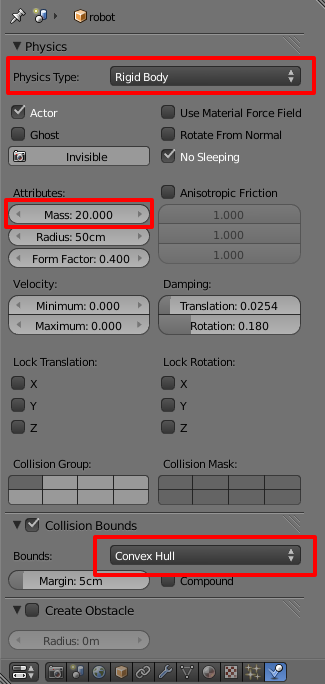 robot
Physics
Physics Type: Rigid Body
Actor Use Material Force Field
Ghost Rotate From Normal
Invisible No Sleeping
Attributes: Anisotropic Friction
Mass: 20.000 1.000
Radius: 50cm 1.000
Form Factor: 0.400 1.000
Velocity: Damping:
Minimum: 0.000 Translation: 0.0254
Maximum: 0.000 Rotation: 0.180
Lock Translation: Lock Rotation:
X X
Y Y
Z Z
Collision Group: Collision Mask:
Collision Bounds
Bounds: Convex Hull
Margin: 5cm Compound
Create Obstacle
Radius: 0m